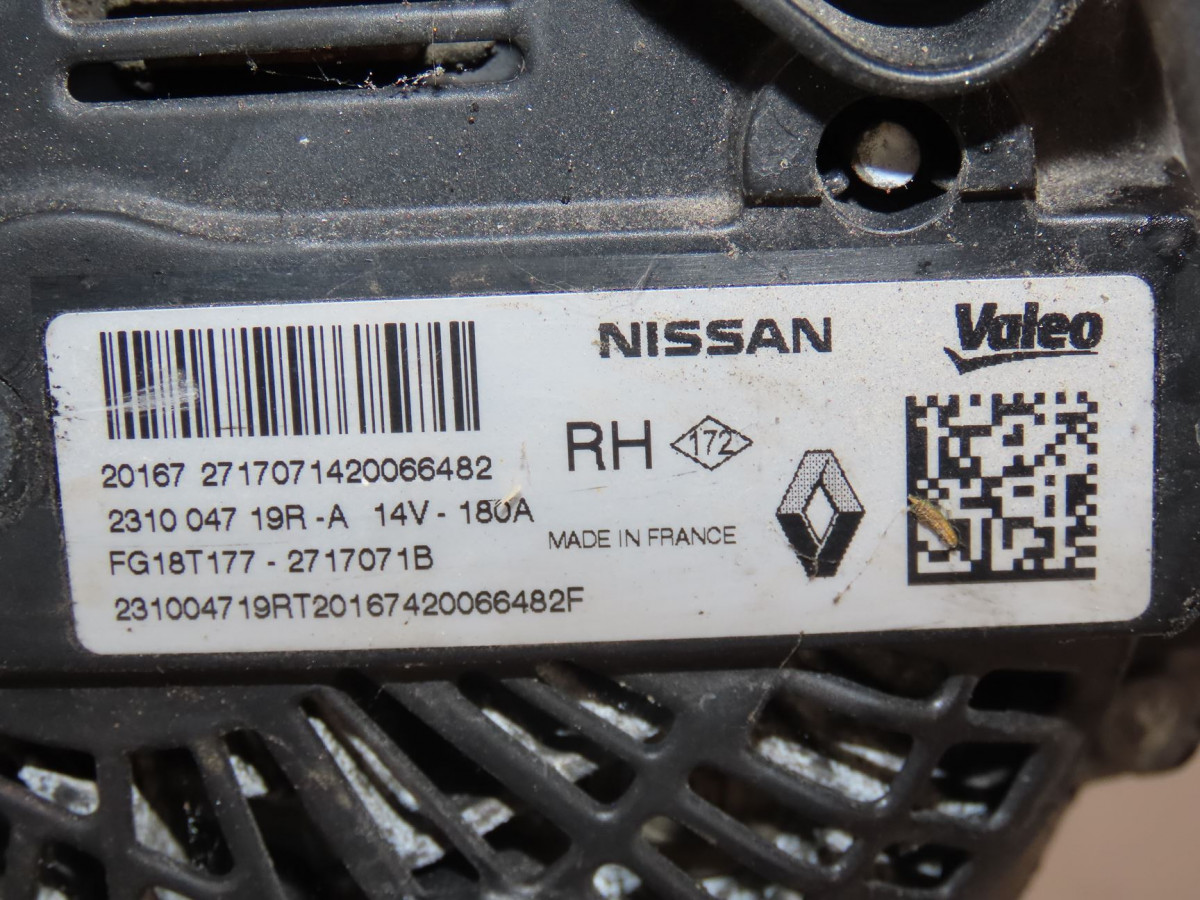 NISSAN
Valeo
RH 172
20167 2717071420066482
2310 047 19R -A 14V - 180A
MADE IN FRANCE
FG18T177 - 2717071B
231004719RT20167420066482F